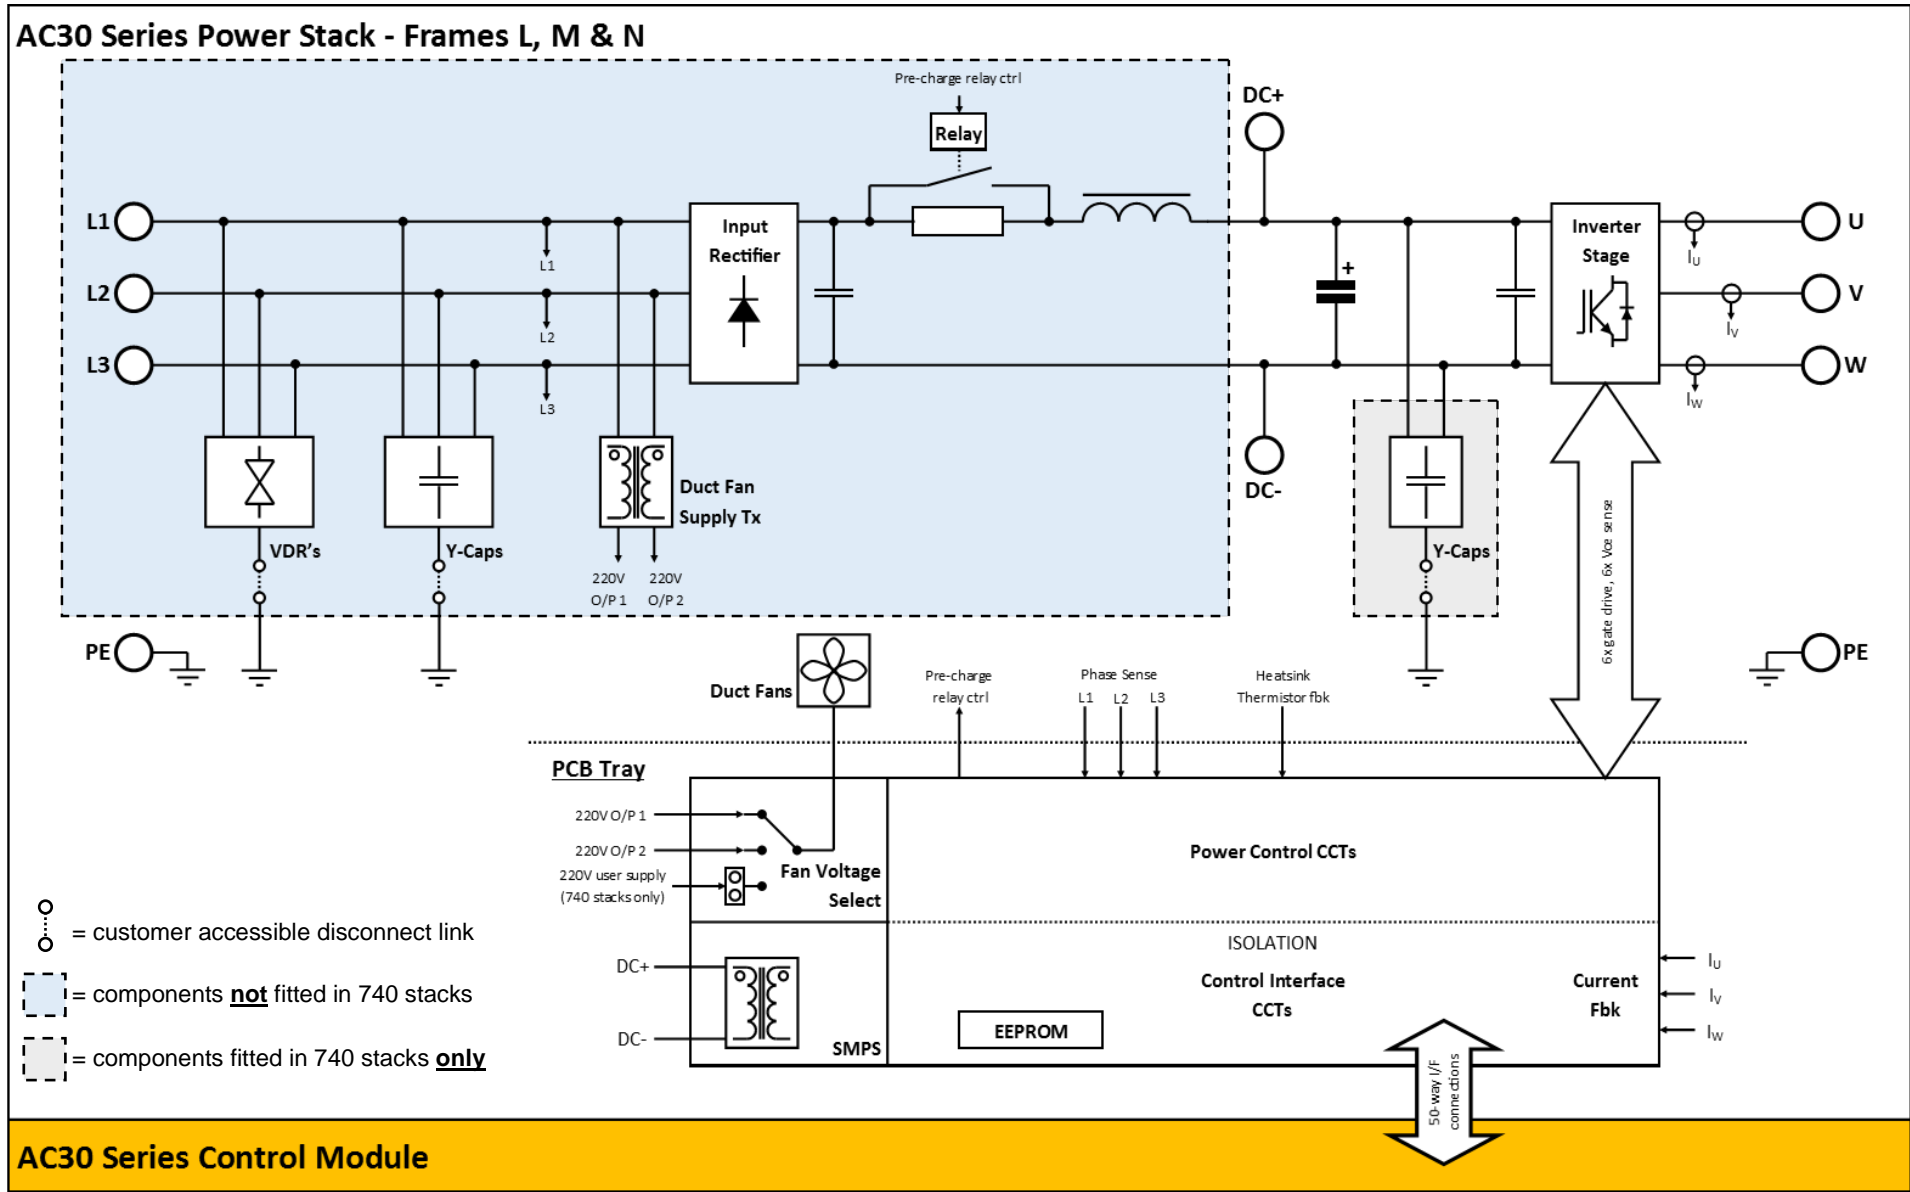 AC30 Series Power Stack - Frames L, M & N
Pre-charge relay ctrl
Relay
DC+
L1
L2
L3
L1
L2
L3
Input
Rectifier
+
Inverter
Stage
IU
IV
IW
U
V
W
DC-
VDR's
Y-Caps
Duct Fan
Supply Tx
220V
O/P 1
220V
O/P 2
Y-Caps
6x gate drive, 6x Vce sense
PE
PE
Duct Fans
Pre-charge
relay ctrl
Phase Sense
L1 L2 L3
Heatsink
Thermistor fbk
PCB Tray
220V O/P 1
220V O/P 2
220V user supply
(740 stacks only)
Fan Voltage
Select
Power Control CCTs
ISOLATION
Control Interface
CCTs
Current
Fbk
IU
IV
IW
DC+
DC-
SMPS
EEPROM
50-way I/F
connections
= customer accessible disconnect link
= components not fitted in 740 stacks
= components fitted in 740 stacks only
AC30 Series Control Module